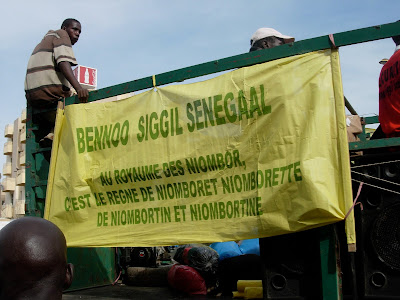 BENNOO SIGGIL SENEGAAL
AU ROYAUME DES NIOMBOR,
C'EST LE REGNE DE NIOMBORET NIOMBORETTE
DE NIOMBORTIN ET NIOMBORTINE